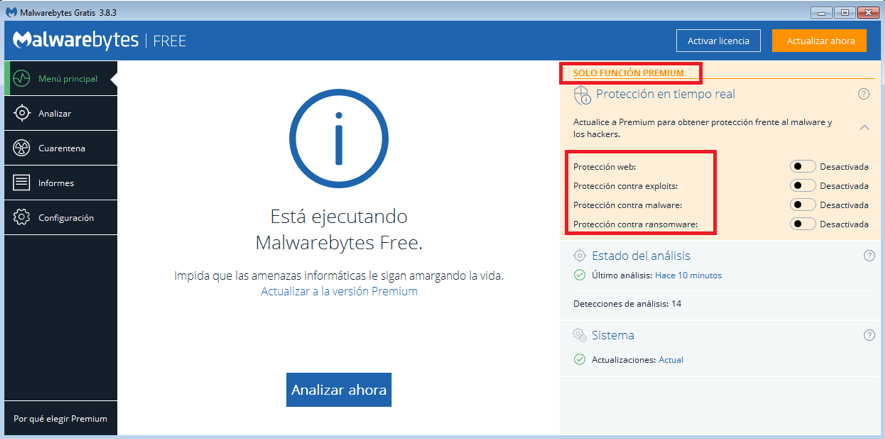 Malwarebytes Gratis 3.8.3
Malwarebytes | FREE
Activar licencia
Actualizar ahora
Menú principal
Analizar
Cuarentena
Informes
Configuración
Por qué elegir Premium
Está ejecutando
Malwarebytes Free.
Impida que las amenazas informáticas le sigan amargando la vida.
Actualizar a la versión Premium
Analizar ahora
SOLO FUNCIÓN PREMIUM
Protección en tiempo real
Actualice a Premium para obtener protección frente al malware y
los hackers.
Protección web: Desactivada
Protección contra exploits: Desactivada
Protección contra malware: Desactivada
Protección contra ransomware: Desactivada
Estado del análisis
Último análisis: Hace 10 minutos
Detecciones de análisis: 14
Sistema
Actualizaciones: Actual